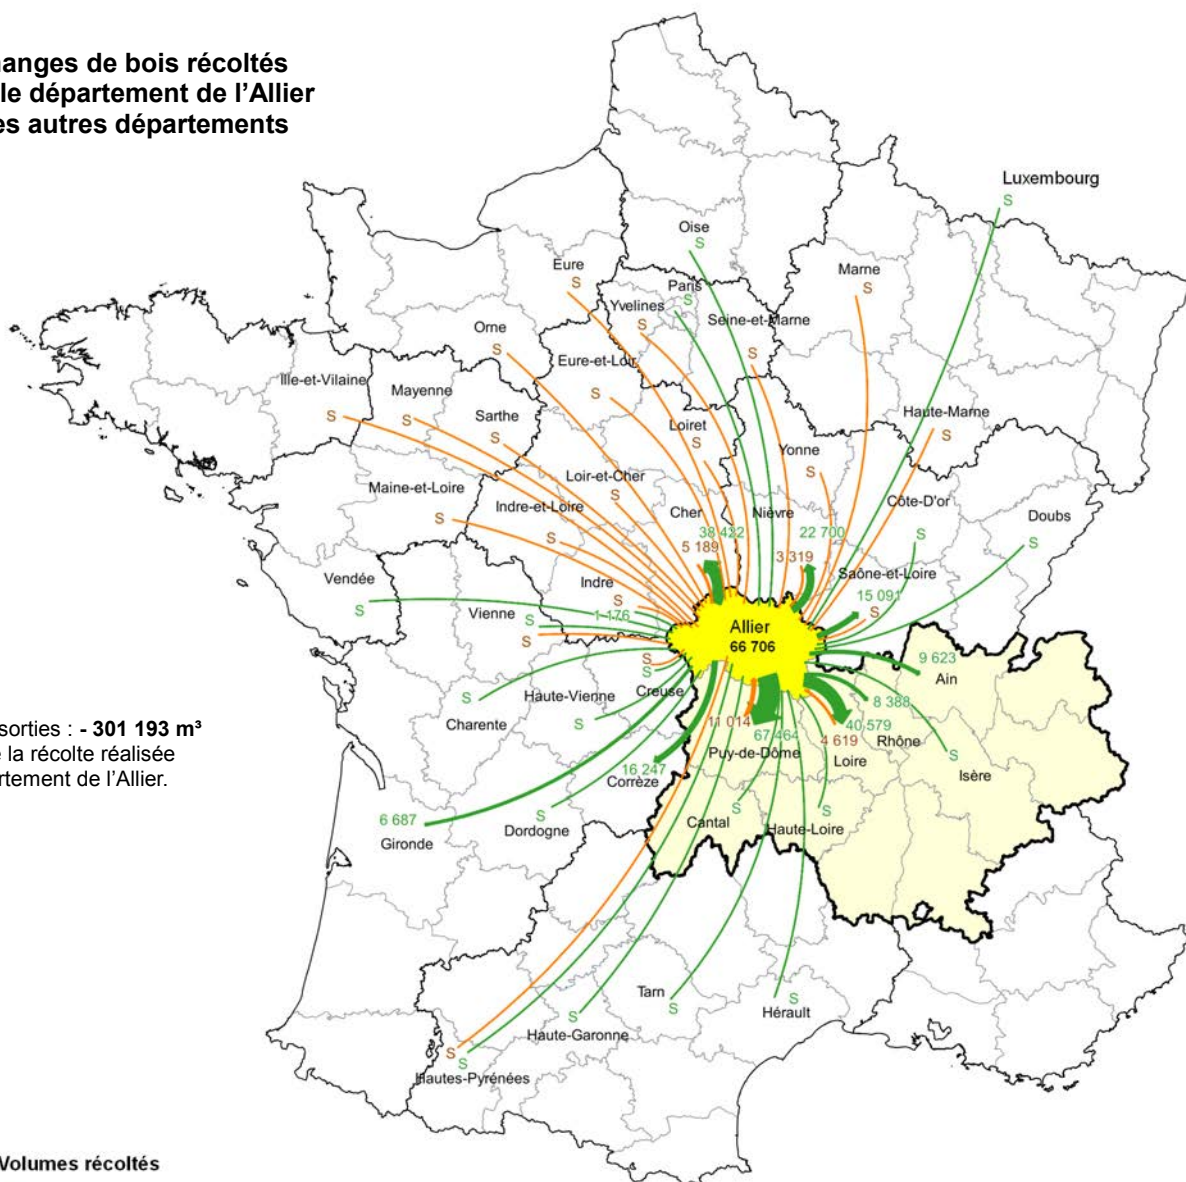 hanges de bois récoltés
le département de l'Allier
es autres départements
Luxembourg
S
Oise
S
Eure
S
Marne
S
Paris
S
Yvelines
S
Seine-et-Marne
S
Orne
S
Eure-et-Loir
S
Ille-et-Vilaine
S
Mayenne
S
Sarthe
S
Loiret
S
Haute-Marne
S
Yonne
S
Loir-et-Cher
S
Maine-et-Loire
S
Indre-et-Loire
S
Cher
38 422
5 189
Nièvre
22 700
3 319
Côte-D'or
S
Doubs
S
Saône-et-Loire
15 091
S
Vendée
S
Indre
S
1 176
Vienne
S
S
Allier
66 706
S
S
Creuse
Haute-Vienne
S
Charente
S
9 623
Ain
8 388
Rhône
40 579
4 619
Loire
11 014
67 464
Puy-de-Dôme
S
Isère
sorties : - 301 193 m³
e la récolte réalisée
artement de l'Allier.
16 247
Corrèze
6 687
Gironde
S
Dordogne
S
Cantal
S
Haute-Loire
Tarn
S
S
Hérault
S
Haute-Garonne
S
S
Hautes-Pyrénées
Volumes récoltés